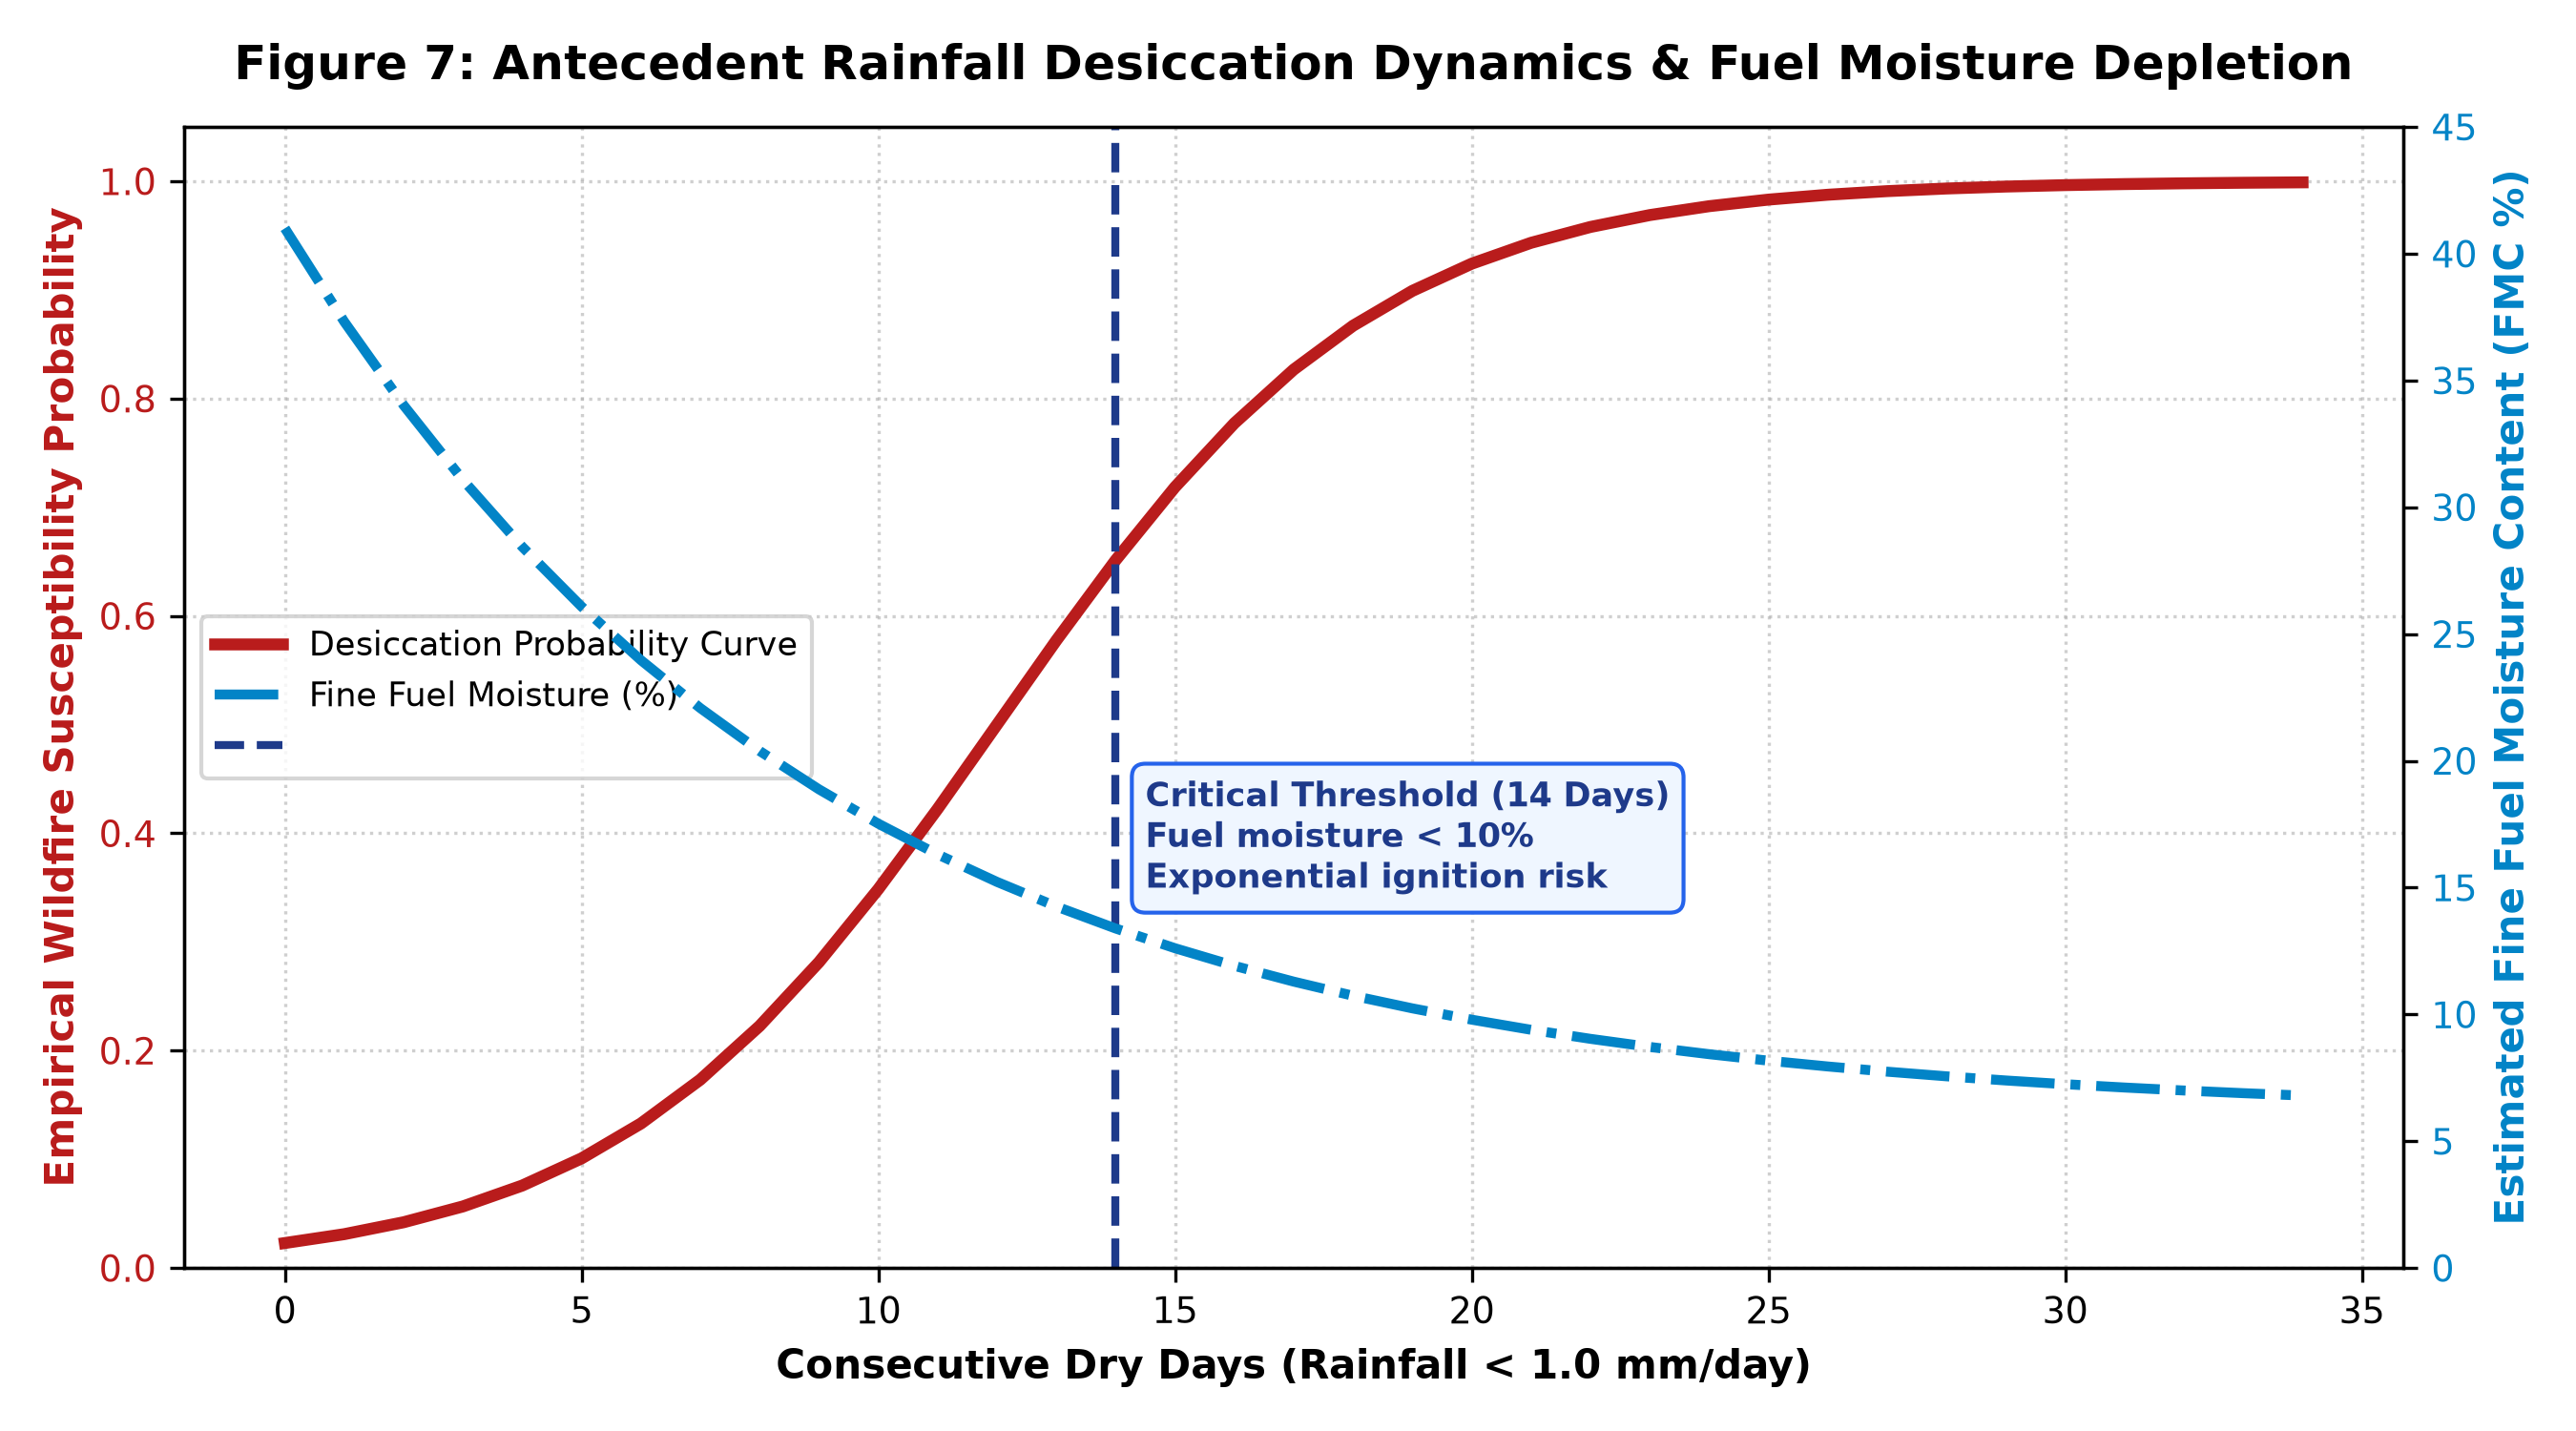 Figure 7: Antecedent Rainfall Desiccation Dynamics & Fuel Moisture Depletion
Empirical Wildfire Susceptibility Probability
1.0
0.8
0.6
0.4
0.2
0.0
Desiccation Probability Curve
Fine Fuel Moisture (%)
Critical Threshold (14 Days)
Fuel moisture < 10%
Exponential ignition risk
45
40
35
30
25
20
15
10
5
0
Estimated Fine Fuel Moisture Content (FMC %)
0 5 10 15 20 25 30 35
Consecutive Dry Days (Rainfall < 1.0 mm/day)